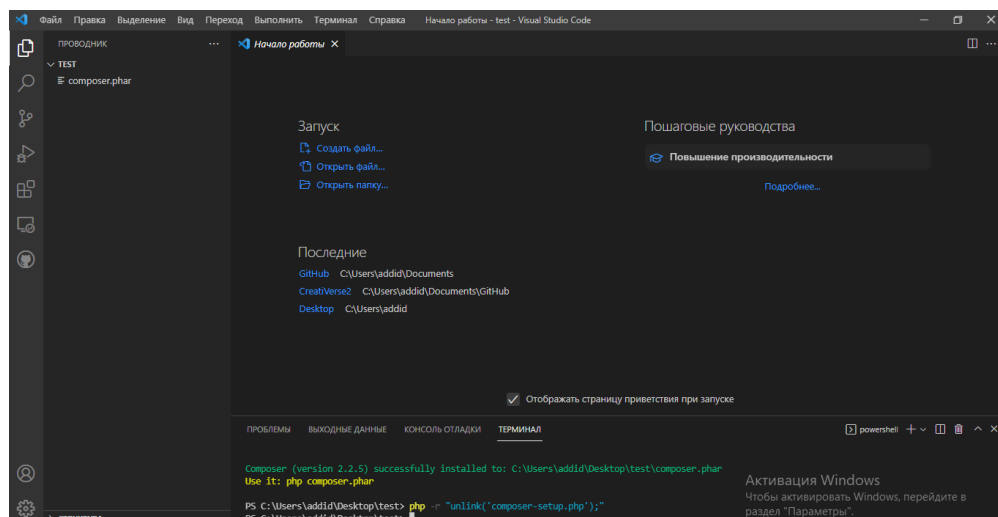 Файл Правка Выделение Вид Переход Выполнить Терминал Справка Начало работы - test - Visual Studio Code
ПРОВОДНИК
Начало работы
TEST
composer.phar
Запуск
Создать файл...
Открыть файл...
Открыть папку...
Пошаговые руководства
Повышение производительности
Подробнее...
Последние
GitHub C:\Users\addid\Documents
CreatiVerse2 C:\Users\addid\Documents\GitHub
Desktop C:\Users\addid
Отображать страницу приветствия при запуске
ПРОБЛЕМЫ ВЫХОДНЫЕ ДАННЫЕ КОНСОЛЬ ОТЛАДКИ ТЕРМИНАЛ powershell
Composer (version 2.2.5) successfully installed to: C:\Users\addid\Desktop\test\composer.phar
Use it: php composer.phar
PS C:\Users\addid\Desktop\test> php -r "unlink('composer-setup.php');"
Активация Windows
Чтобы активировать Windows, перейдите в
раздел "Параметры".